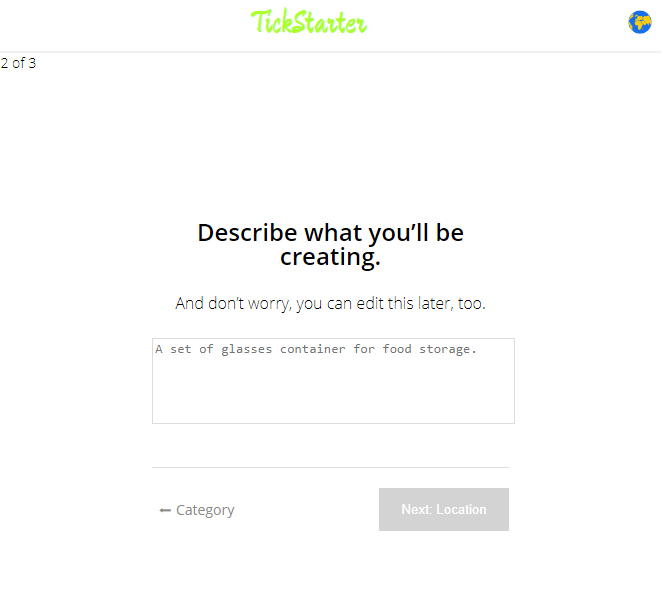 TickStarter
2 of 3
Describe what you’ll be
creating.
And don’t worry, you can edit this later, too.
A set of glasses container for food storage.
Category
Next: Location